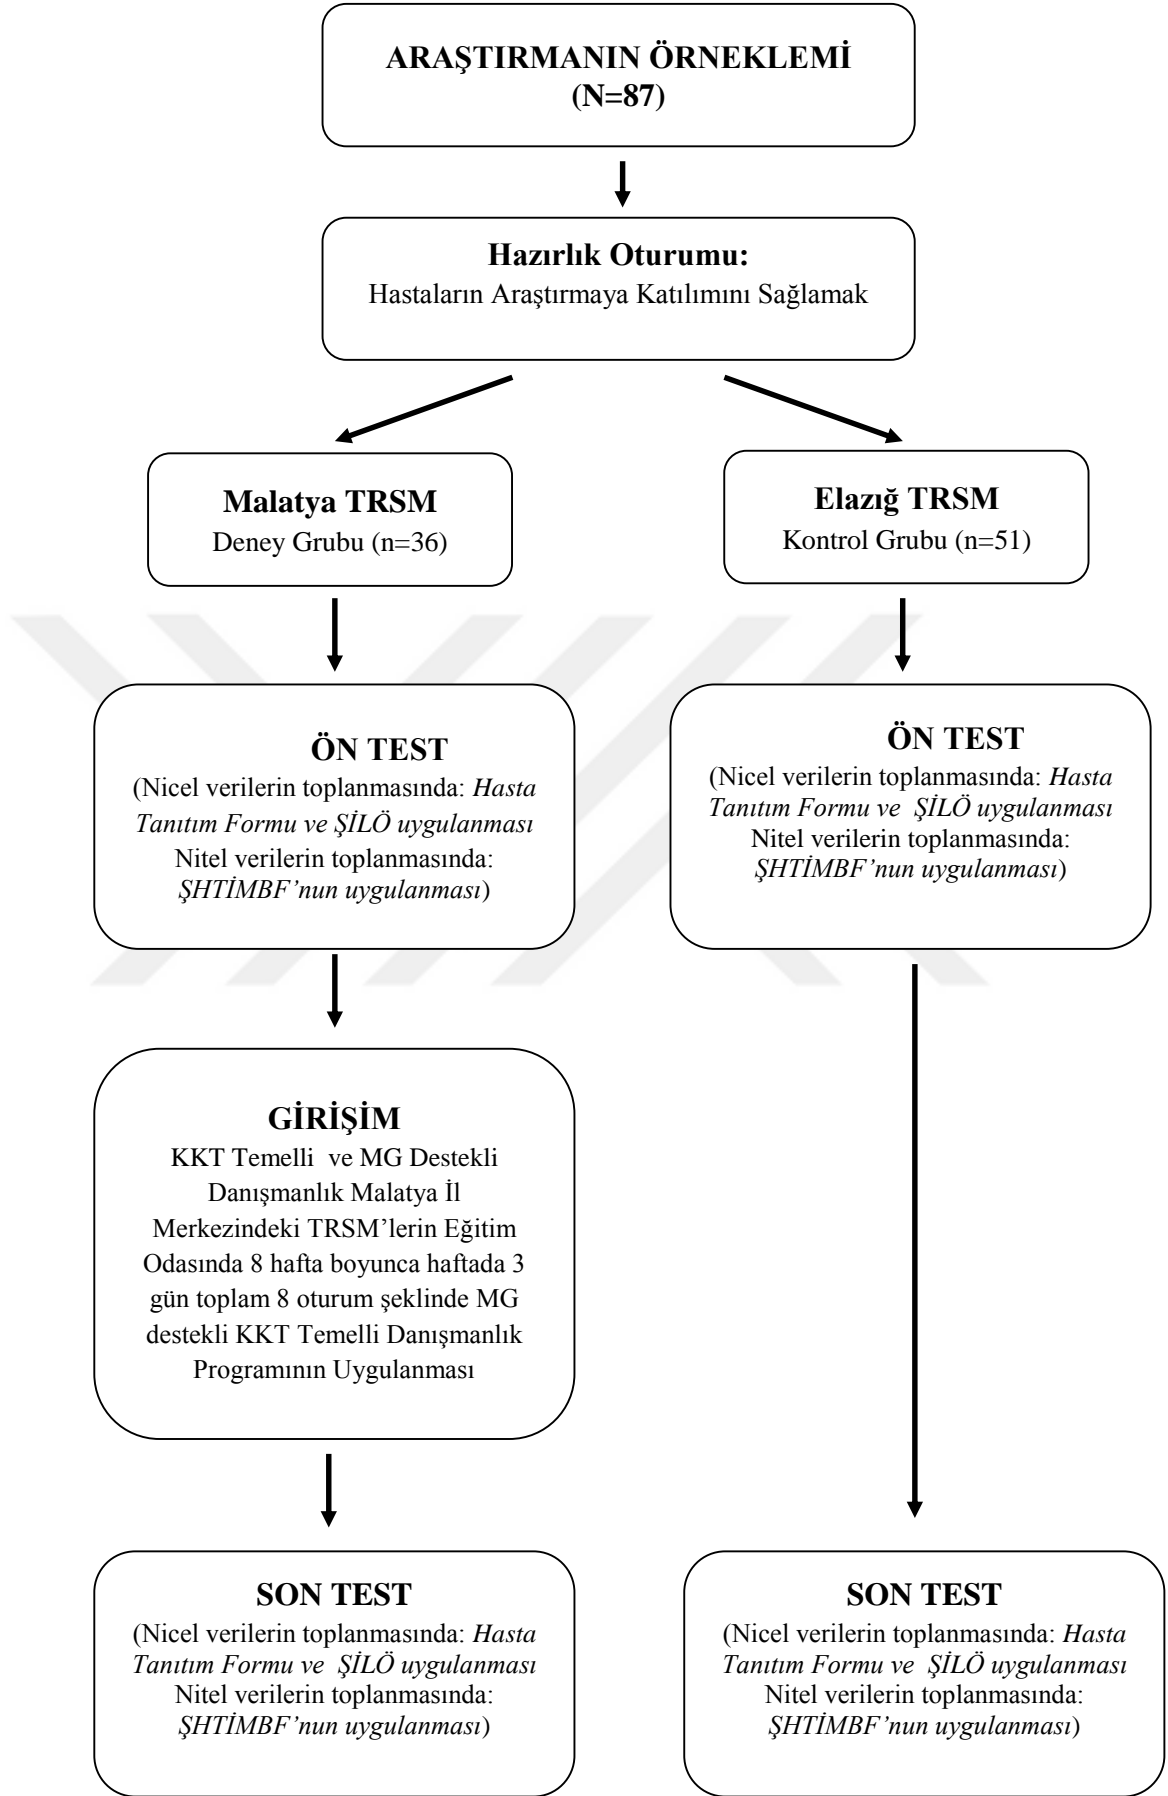 ARAŞTIRMANIN ÖRNEKLEMİ
(N=87)
Hazırlık Oturumu:
Hastaların Araştırmaya Katılımını Sağlamak
Malatya TRSM
Deney Grubu (n=36)
Elazığ TRSM
Kontrol Grubu (n=51)
ÖN TEST
(Nicel verilerin toplanmasında: Hasta
Tanıtım Formu ve ŞİLÖ uygulanması
Nitel verilerin toplanmasında:
ŞHTİMBF’nun uygulanması)
ÖN TEST
(Nicel verilerin toplanmasında: Hasta
Tanıtım Formu ve ŞİLÖ uygulanması
Nitel verilerin toplanmasında:
ŞHTİMBF’nun uygulanması)
GİRİŞİM
KKT Temelli ve MG Destekli
Danışmanlık Malatya İl
Merkezindeki TRSM’lerin Eğitim
Odasında 8 hafta boyunca haftada 3
gün toplam 8 oturum şeklinde MG
destekli KKT Temelli Danışmanlık
Programının Uygulanması
SON TEST
(Nicel verilerin toplanmasında: Hasta
Tanıtım Formu ve ŞİLÖ uygulanması
Nitel verilerin toplanmasında:
ŞHTİMBF’nun uygulanması)
SON TEST
(Nicel verilerin toplanmasında: Hasta
Tanıtım Formu ve ŞİLÖ uygulanması
Nitel verilerin toplanmasında:
ŞHTİMBF’nun uygulanması)